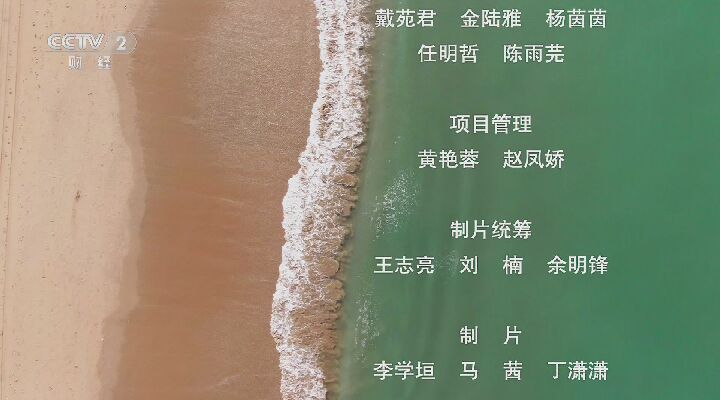 CCTV 2
财经
戴苑君 金陆雅 杨茵茵
任明哲 陈雨芜
项目管理
黄艳蓉 赵凤娇
制片统筹
王志亮 刘楠 余明锋
制片
李学垣 马茜 丁潇潇